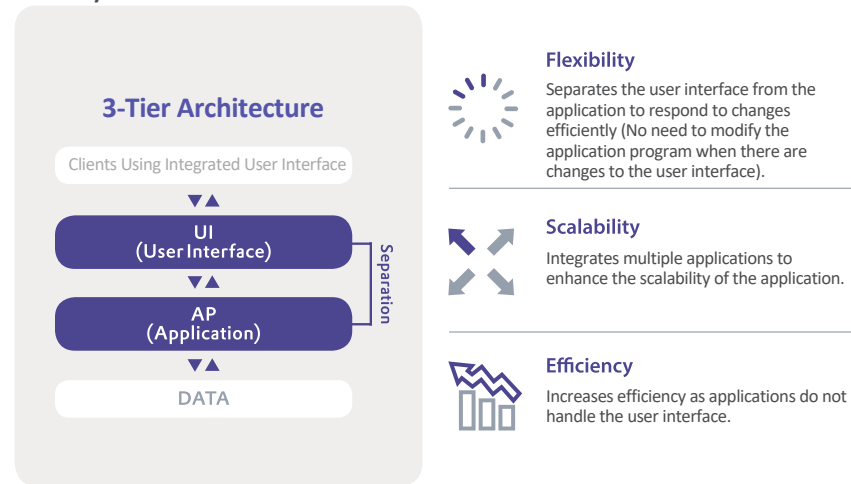 3-Tier Architecture
Clients Using Integrated User Interface
▼▲
UI
(User Interface)
▼▲
AP
(Application)
▼▲
DATA
Separation
Flexibility
Separates the user interface from the
application to respond to changes
efficiently (No need to modify the
application program when there are
changes to the user interface).
Scalability
Integrates multiple applications to
enhance the scalability of the application.
Efficiency
Increases efficiency as applications do not
handle the user interface.